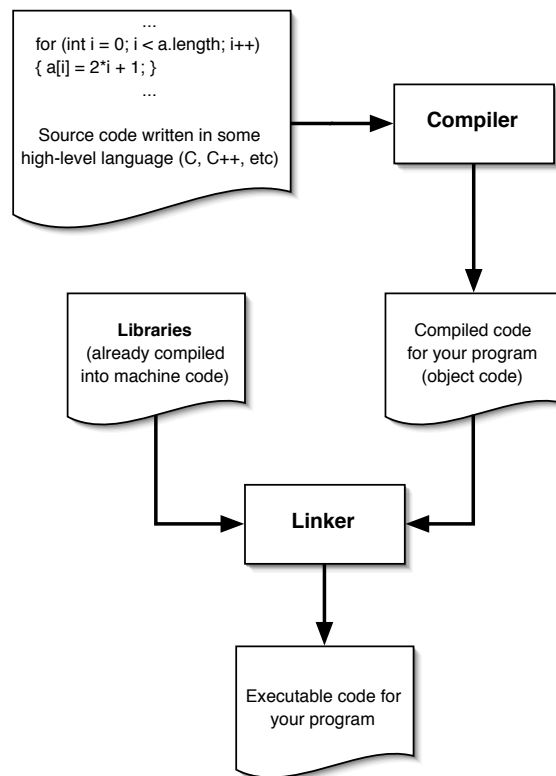 ...
for (int i = 0; i < a.length; i++)
{ a[i] = 2*i + 1; }
...
Source code written in some
high-level language (C, C++, etc)
Compiler
Libraries
(already compiled
into machine code)
Compiled code
for your program
(object code)
Linker
Executable code for
your program